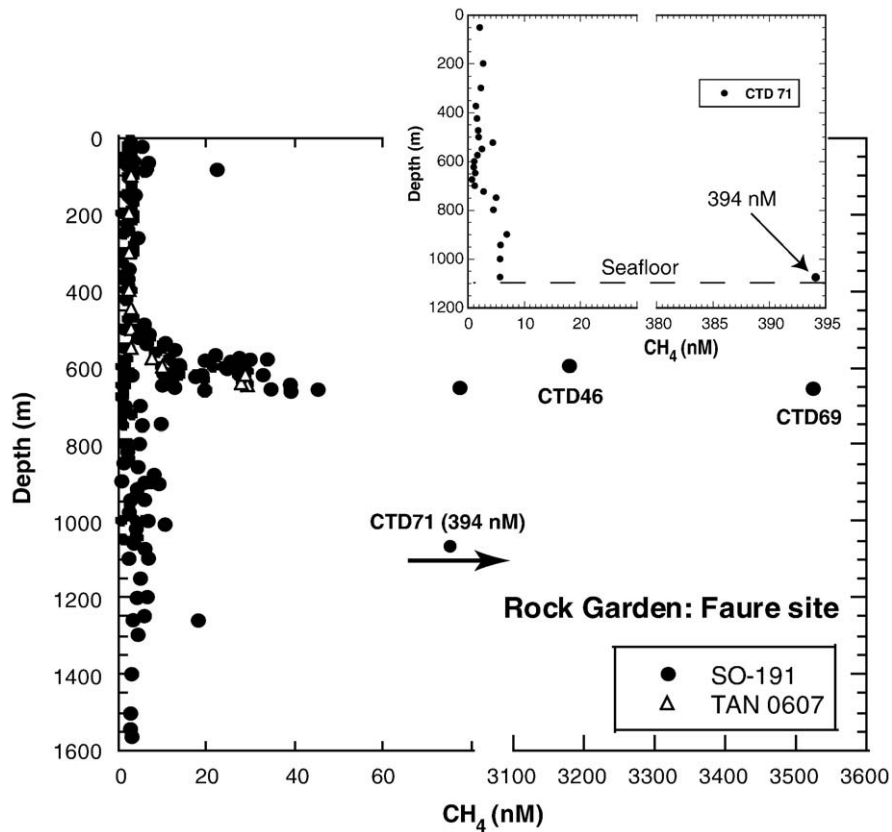 0
200
400
600
800
1000
1200
0 10 20 380 385 390 395
Depth (m)
CH4 (nM)
CTD 71
394 nM
Seafloor
0
200
400
600
800
1000
1200
1400
1600
Depth (m)
CTD46
CTD69
CTD71 (394 nM)
Rock Garden: Faure site
SO-191
TAN 0607
0 20 40 60 3100 3200 3300 3400 3500 3600
CH4 (nM)